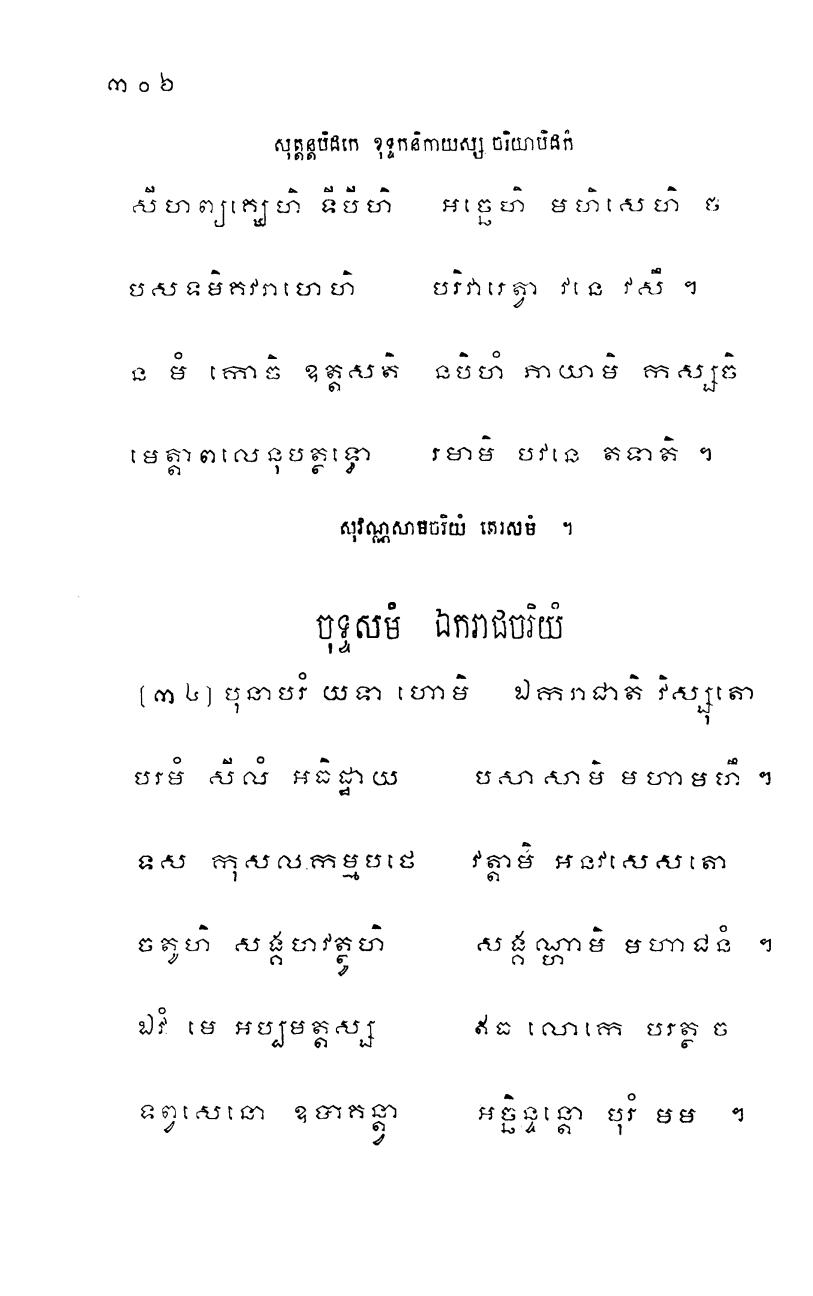 ៣០៦
សុត្តន្តបិដកេ ខុទ្ទកនិកាយស្ស ចរិយាបិដកំ
សីហព្យគ្ឃេហិ ទីបីហិ អច្ឆេហិ មហិសេហិ ច
បសទមិគវរាហេហិ បរិវារេត្វា វនេ វសឹ ។
ន មំ កោចិ ឧត្តសតិ នបិហំ ភាយាមិ កស្សចិ
មេត្តាពលេនុបត្ថទ្ធោ រមាមិ បវនេ តទាតិ ។
សុវណ្ណសាមចរិយំ តេរសមំ ។
ចុទ្ទសមំ ឯករាជចរិយំ
[៣៤] បុនាបរំ យទា ហោមិ ឯករាជាតិ វិស្សុតោ
បរមំ សីលំ អធិដ្ឋាយ បសាសាមិ មហាមហឹ ។
ទស កុសលកម្មបថេ វត្តាមិ អនវសេសតោ
ចតូហិ សង្គហវត្ថូហិ សង្គណ្ហាមិ មហាជនំ ។
ឯវំ មេ អប្បមត្តស្ស ឥធ លោកេ បរត្ថ ច
ទព្វសេនោ ឧបាគន្ត្វា អច្ឆិន្ទន្តោ បុរំ មម ។